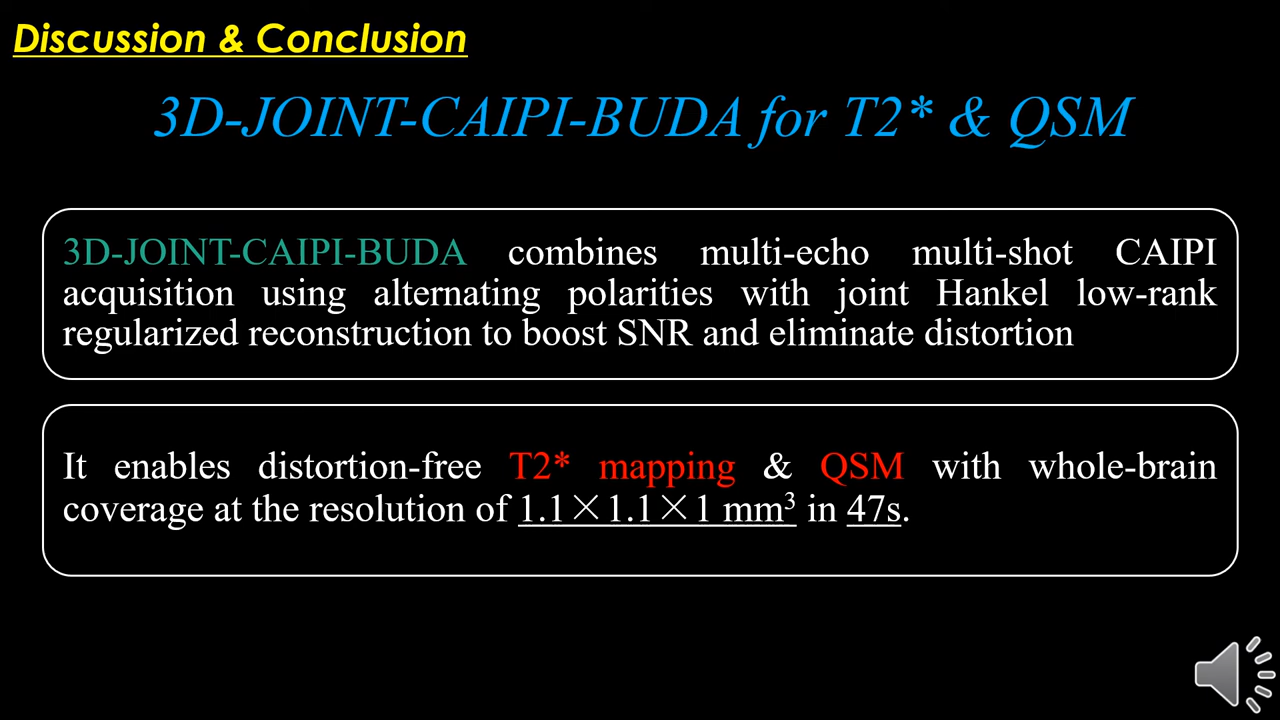 Discussion & Conclusion
3D-JOINT-CAIPI-BUDA for T2* & QSM
3D-JOINT-CAIPI-BUDA combines multi-echo multi-shot CAIPI
acquisition using alternating polarities with joint Hankel low-rank
regularized reconstruction to boost SNR and eliminate distortion
It enables distortion-free T2* mapping & QSM with whole-brain
coverage at the resolution of 1.1×1.1×1 mm³ in 47s.